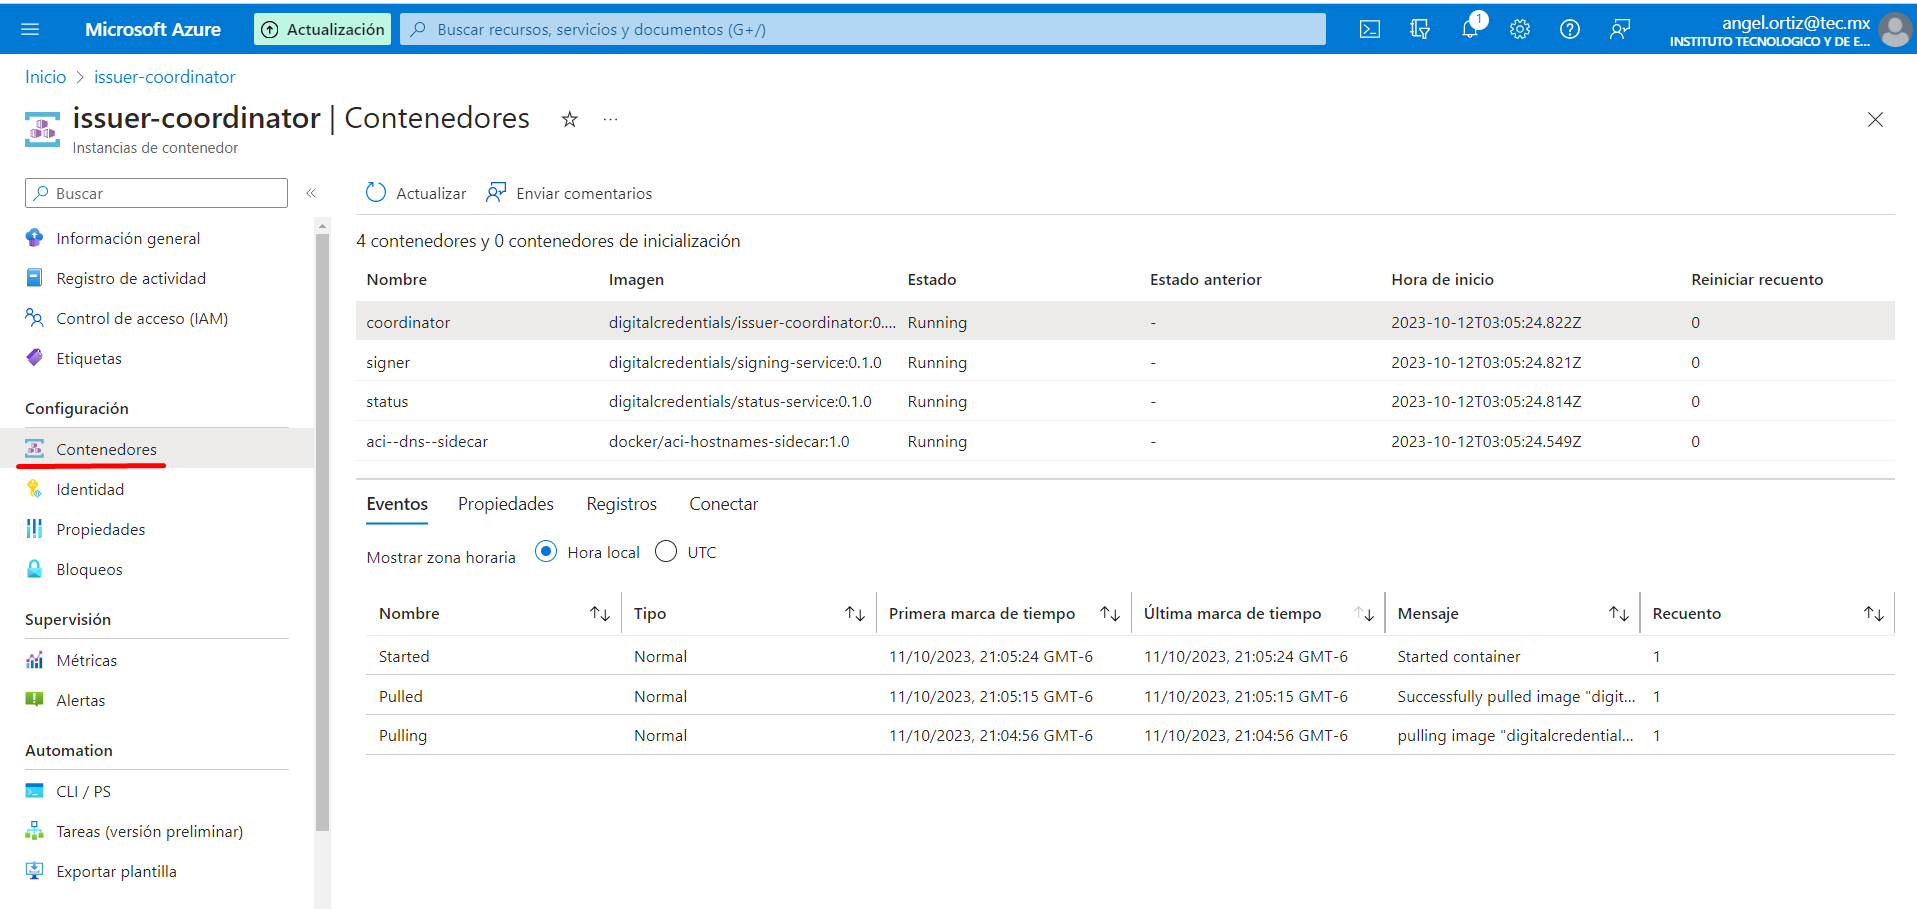 Microsoft Azure
Actualización
Buscar recursos, servicios y documentos (G+/)
1
angel.ortiz@tec.mx
INSTITUTO TECNOLOGICO Y DE E...
Inicio > issuer-coordinator
issuer-coordinator | Contenedores
Instancias de contenedor
Buscar
Información general
Registro de actividad
Control de acceso (IAM)
Etiquetas
Configuración
Contenedores
Identidad
Propiedades
Bloqueos
Supervisión
Métricas
Alertas
Automation
CLI / PS
Tareas (versión preliminar)
Exportar plantilla
Actualizar Enviar comentarios
4 contenedores y 0 contenedores de inicialización
Nombre Imagen Estado Estado anterior Hora de inicio Reiniciar recuento
coordinator digitalcredentials/issuer-coordinator:0.... Running - 2023-10-12T03:05:24.822Z 0
signer digitalcredentials/signing-service:0.1.0 Running - 2023-10-12T03:05:24.821Z 0
status digitalcredentials/status-service:0.1.0 Running - 2023-10-12T03:05:24.814Z 0
aci--dns--sidecar docker/aci-hostnames-sidecar:1.0 Running - 2023-10-12T03:05:24.549Z 0
Eventos Propiedades Registros Conectar
Mostrar zona horaria Hora local UTC
Nombre Tipo Primera marca de tiempo Última marca de tiempo Mensaje Recuento
Started Normal 11/10/2023, 21:05:24 GMT-6 11/10/2023, 21:05:24 GMT-6 Started container 1
Pulled Normal 11/10/2023, 21:05:15 GMT-6 11/10/2023, 21:05:15 GMT-6 Successfully pulled image "digit... 1
Pulling Normal 11/10/2023, 21:04:56 GMT-6 11/10/2023, 21:04:56 GMT-6 pulling image "digitalcredential... 1